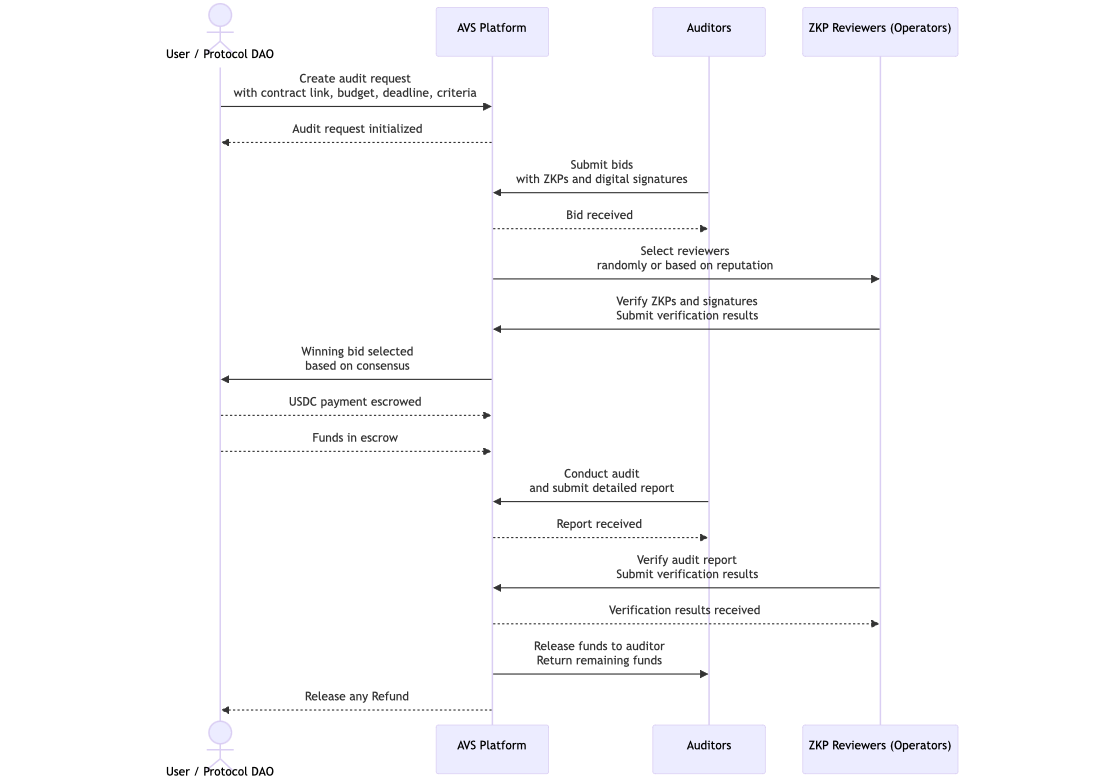 User / Protocol DAO
AVS Platform
Auditors
ZKP Reviewers (Operators)
Create audit request
with contract link, budget, deadline, criteria
Audit request initialized
Submit bids
with ZKPs and digital signatures
Bid received
Select reviewers
randomly or based on reputation
Verify ZKPs and signatures
Submit verification results
Winning bid selected
based on consensus
USDC payment escrowed
Funds in escrow
Conduct audit
and submit detailed report
Report received
Verify audit report
Submit verification results
Verification results received
Release funds to auditor
Return remaining funds
Release any Refund
User / Protocol DAO
AVS Platform
Auditors
ZKP Reviewers (Operators)